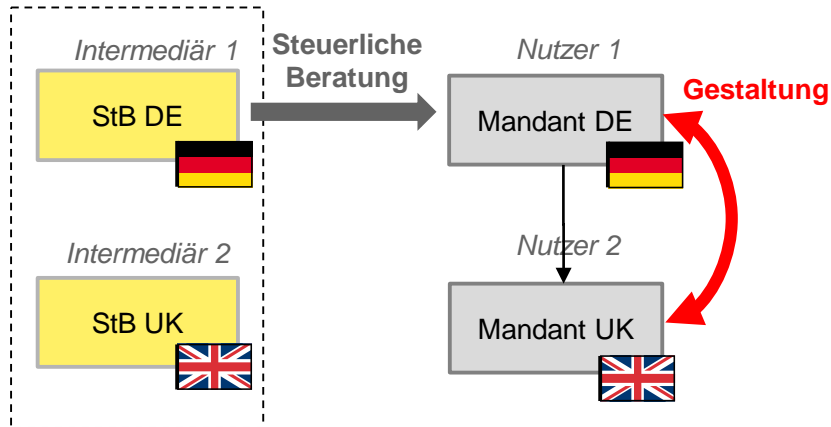 Intermediär 1
Steuerliche
Beratung
Nutzer 1
StB DE
Mandant DE
Gestaltung
Intermediär 2
Nutzer 2
StB UK
Mandant UK